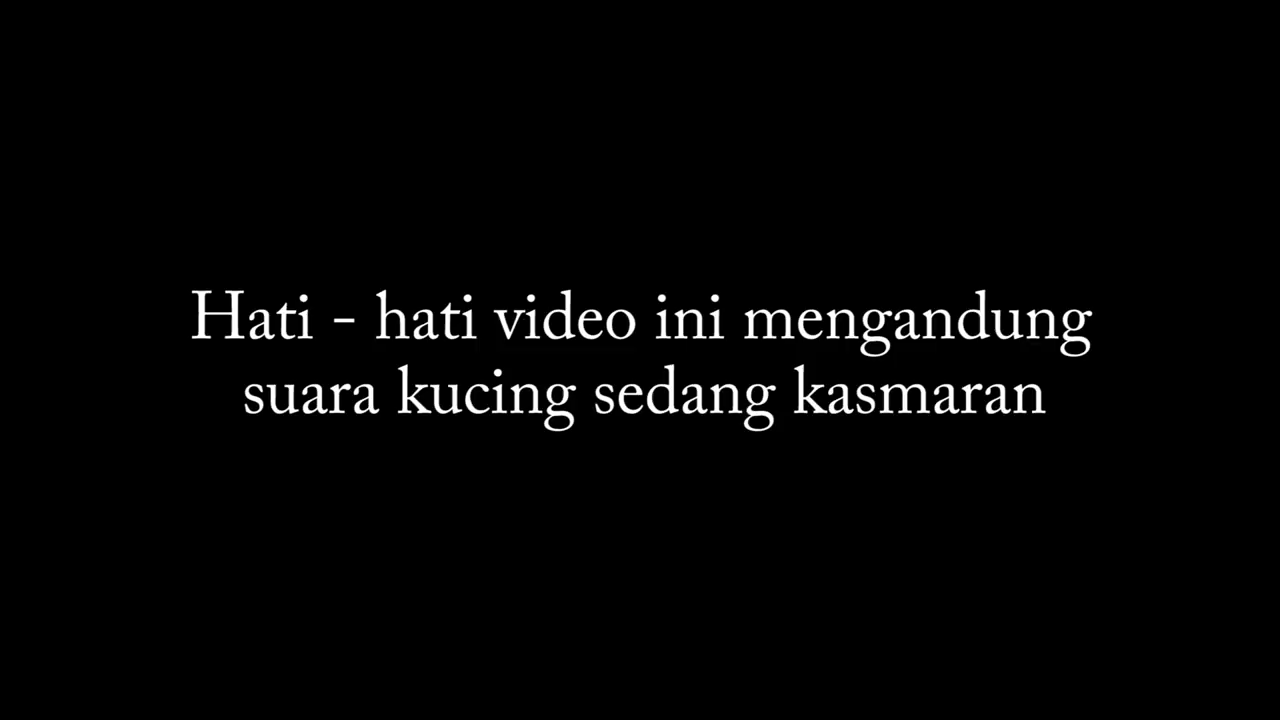 Hati - hati video ini mengandung
suara kucing sedang kasmaran